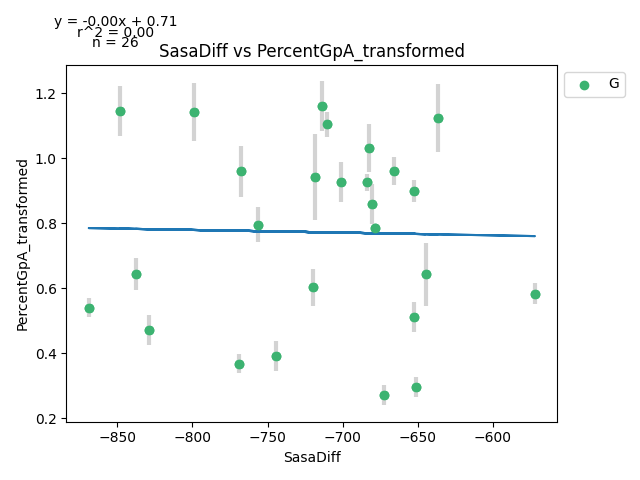 y = -0.00x + 0.71
r^2 = 0.00
n = 26
SasaDiff vs PercentGpA_transformed
G
PercentGpA_transformed
1.2
1.0
0.8
0.6
0.4
0.2
−850
−800
−750
−700
−650
−600
SasaDiff